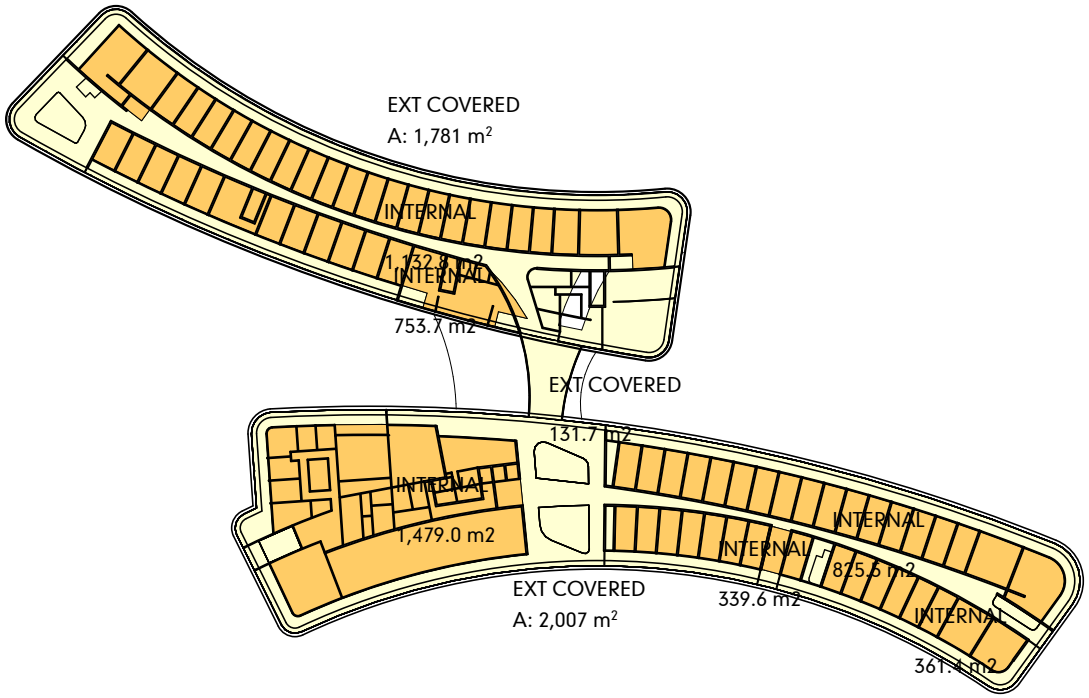 EXT COVERED
A: 1,781 m²
INTERNAL
1,132.8 m2
INTERNAL
753.7 m2
EXT COVERED
131.7 m2
INTERNAL
1,479.0 m2
INTERNAL
825.5 m2
INTERNAL
339.6 m2
EXT COVERED
A: 2,007 m²
INTERNAL
361.4 m2